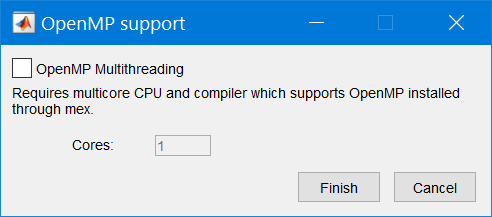 OpenMP support
OpenMP Multithreading
Requires multicore CPU and compiler which supports OpenMP installed
through mex.
Cores: 1
Finish Cancel